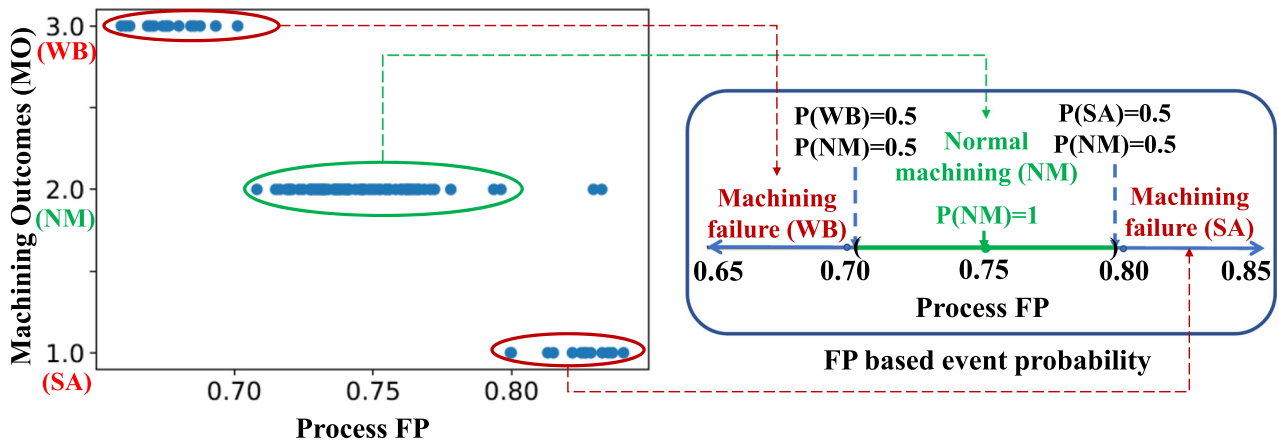 Machining Outcomes (MO)
3.0
(WB)
2.0
(NM)
1.0
(SA)
0.70
0.75
0.80
Process FP
P(WB)=0.5
P(NM)=0.5
P(SA)=0.5
P(NM)=0.5
Normal
machining (NM)
P(NM)=1
Machining
failure (WB)
Machining
failure (SA)
0.65
0.70
0.75
0.80
0.85
Process FP
FP based event probability